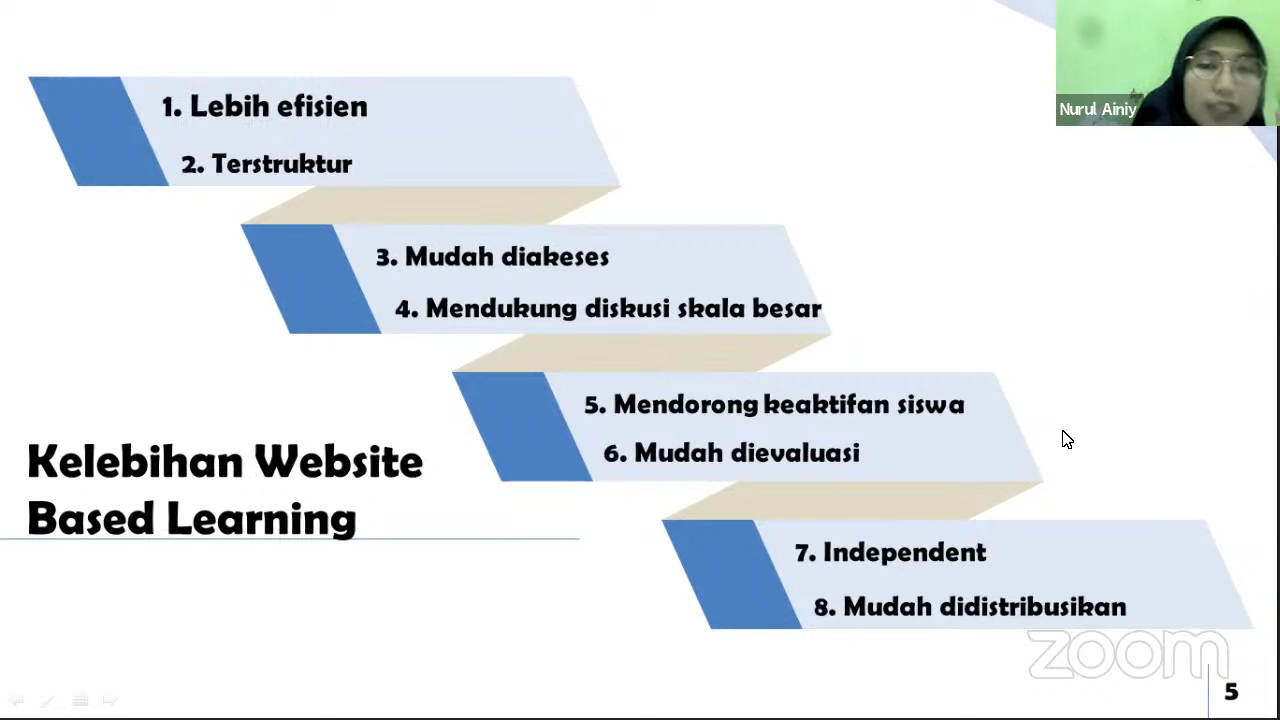 Nurul Ainiy
1. Lebih efisien
2. Terstruktur
3. Mudah diakeses
4. Mendukung diskusi skala besar
5. Mendorong keaktifan siswa
6. Mudah dievaluasi
Kelebihan Website
Based Learning
7. Independent
8. Mudah didistribusikan
zoom
5